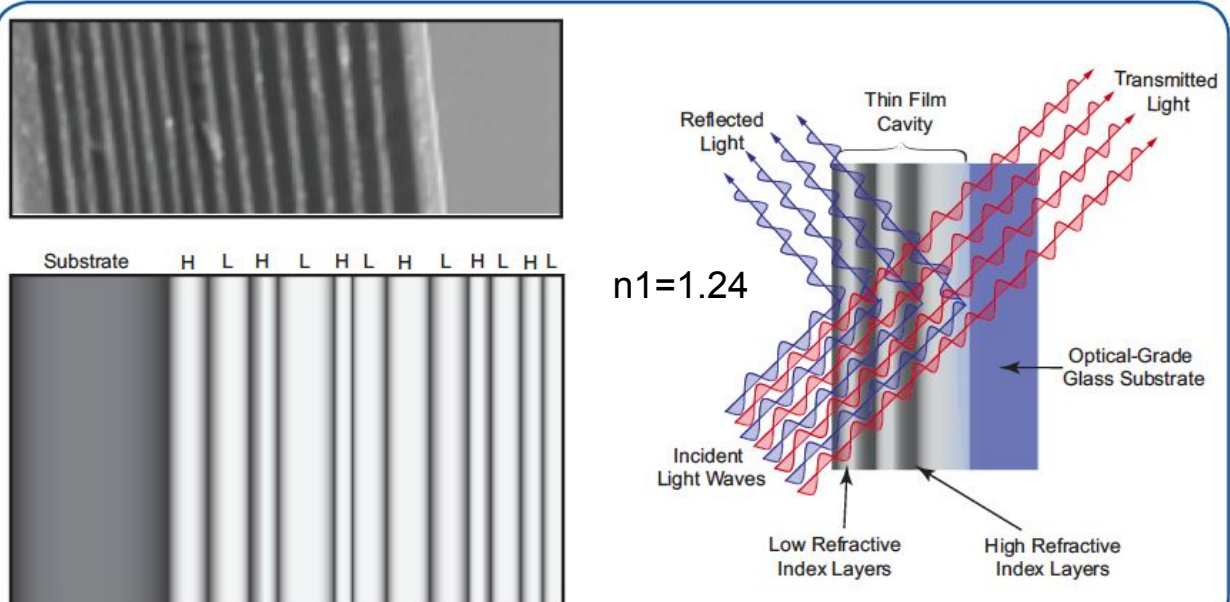 Substrate H L H L H L H L H L H L
n1=1.24
Reflected
Light
Thin Film
Cavity
Transmitted
Light
Optical-Grade
Glass Substrate
Incident
Light Waves
Low Refractive
Index Layers
High Refractive
Index Layers